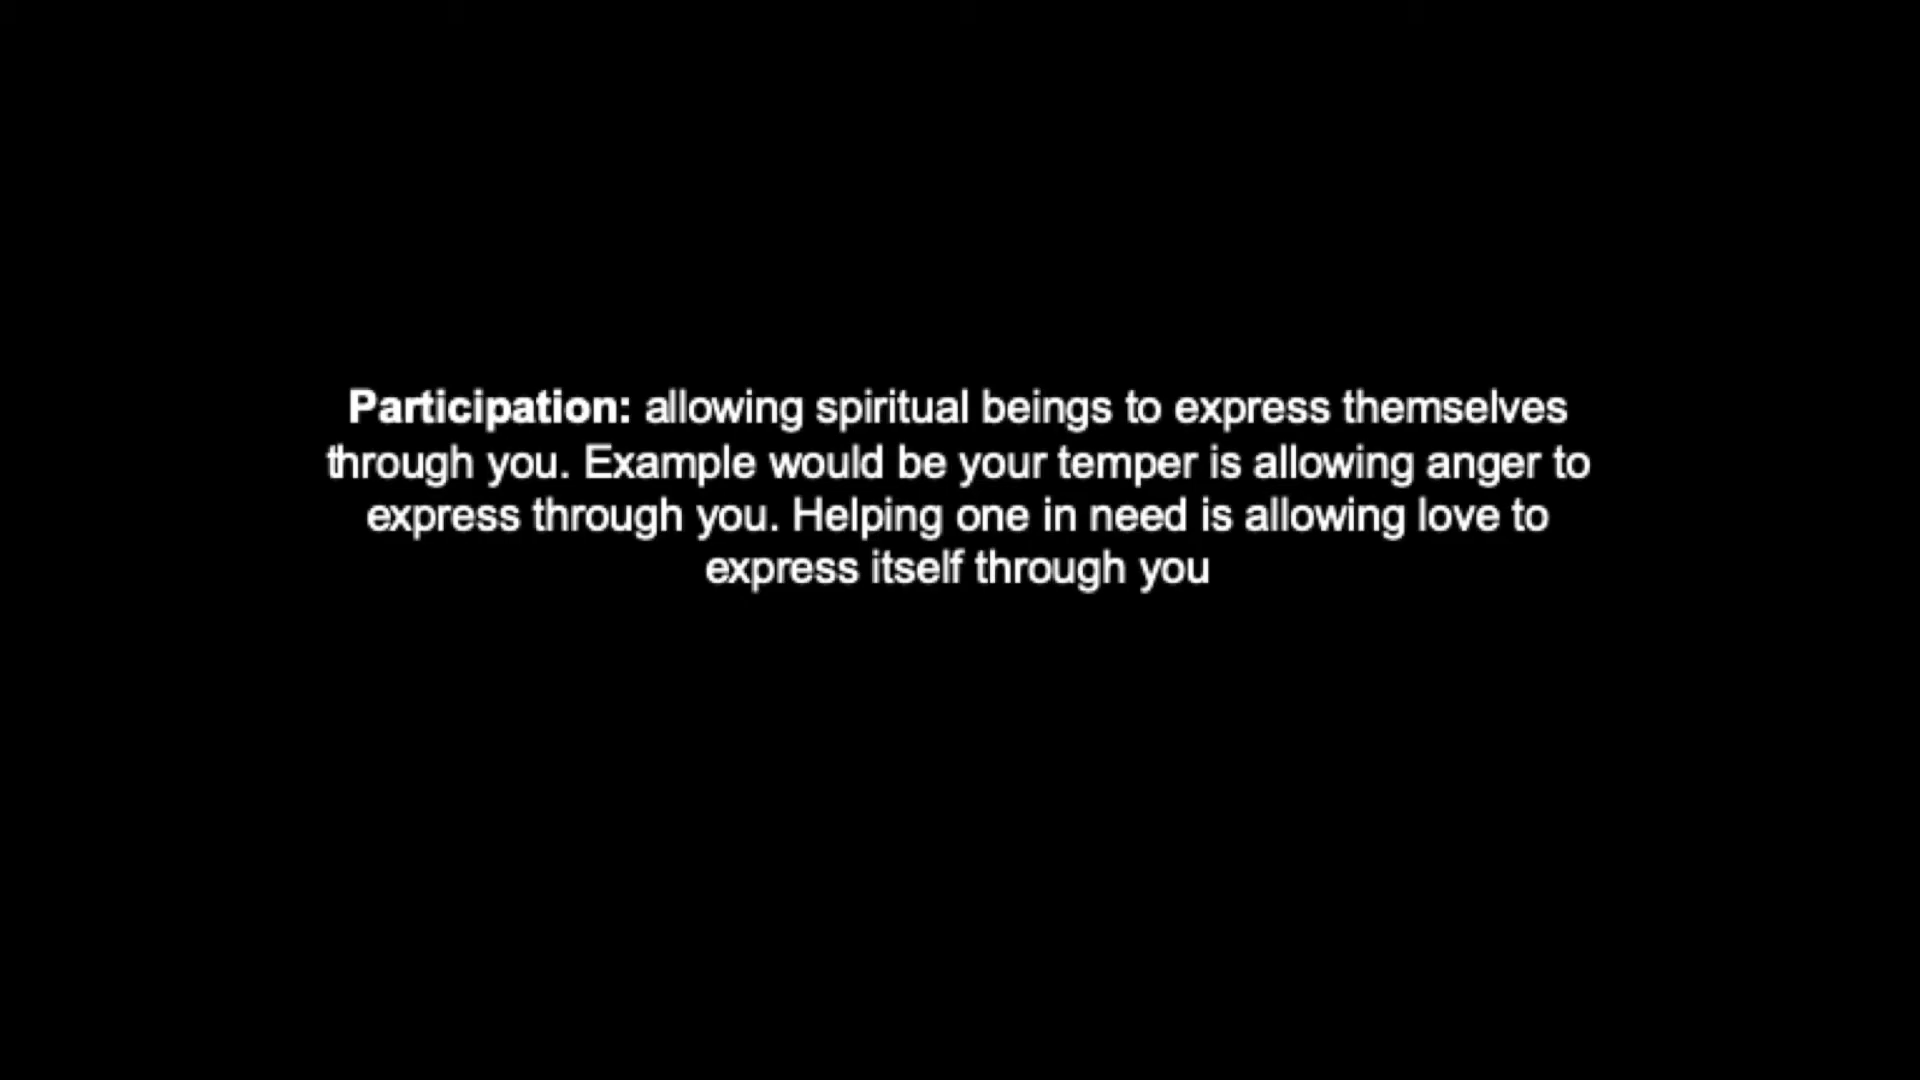 Participation: allowing spiritual beings to express themselves
through you. Example would be your temper is allowing anger to
express through you. Helping one in need is allowing love to
express itself through you